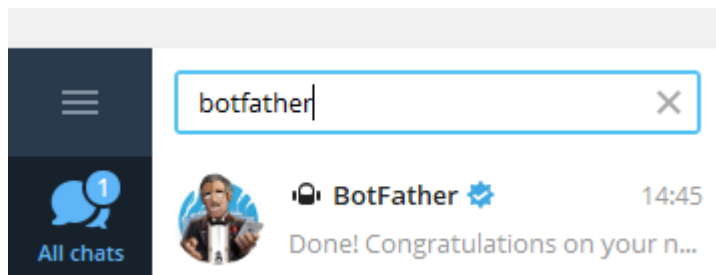 botfather
BotFather 14:45
1
Done! Congratulations on your n...
All chats